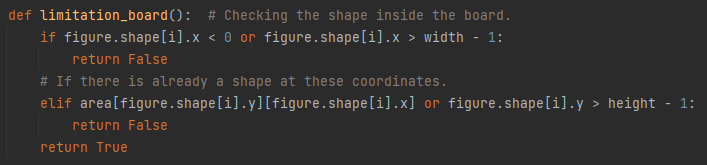 def limitation_board():  # Checking the shape inside the board.
    if figure.shape[i].x < 0 or figure.shape[i].x > width - 1:
        return False
    # If there is already a shape at these coordinates.
    elif area[figure.shape[i].y][figure.shape[i].x] or figure.shape[i].y > height - 1:
        return False
    return True